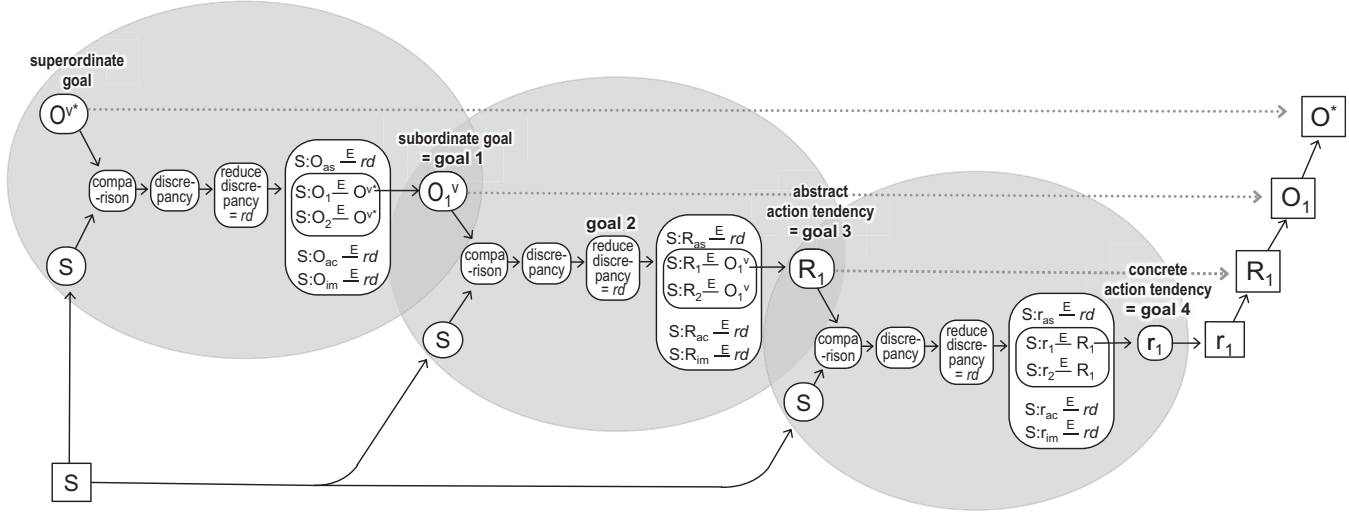 superordinate
goal
O^v*
compa
-rison
discre-
pancy
reduce
discre-
pancy
= rd
S:O_as —E— rd
S:O_1 —E— O^v*
S:O_2 —E— O^v*
S:O_ac —E— rd
S:O_im —E— rd
S
S
subordinate goal
= goal 1
O_1^v
compa
-rison
discre-
pancy
goal 2
reduce
discre-
pancy
= rd
S:R_as —E— rd
S:R_1 —E— O_1^v
S:R_2 —E— O_1^v
S:R_ac —E— rd
S:R_im —E— rd
S
abstract
action tendency
= goal 3
R_1
compa
-rison
discre-
pancy
reduce
discre-
pancy
= rd
S:r_as —E— rd
S:r_1 —E— R_1
S:r_2 —E— R_1
S:r_ac —E— rd
S:r_im —E— rd
S
concrete
action tendency
= goal 4
r_1
r_1
R_1
O_1
O*